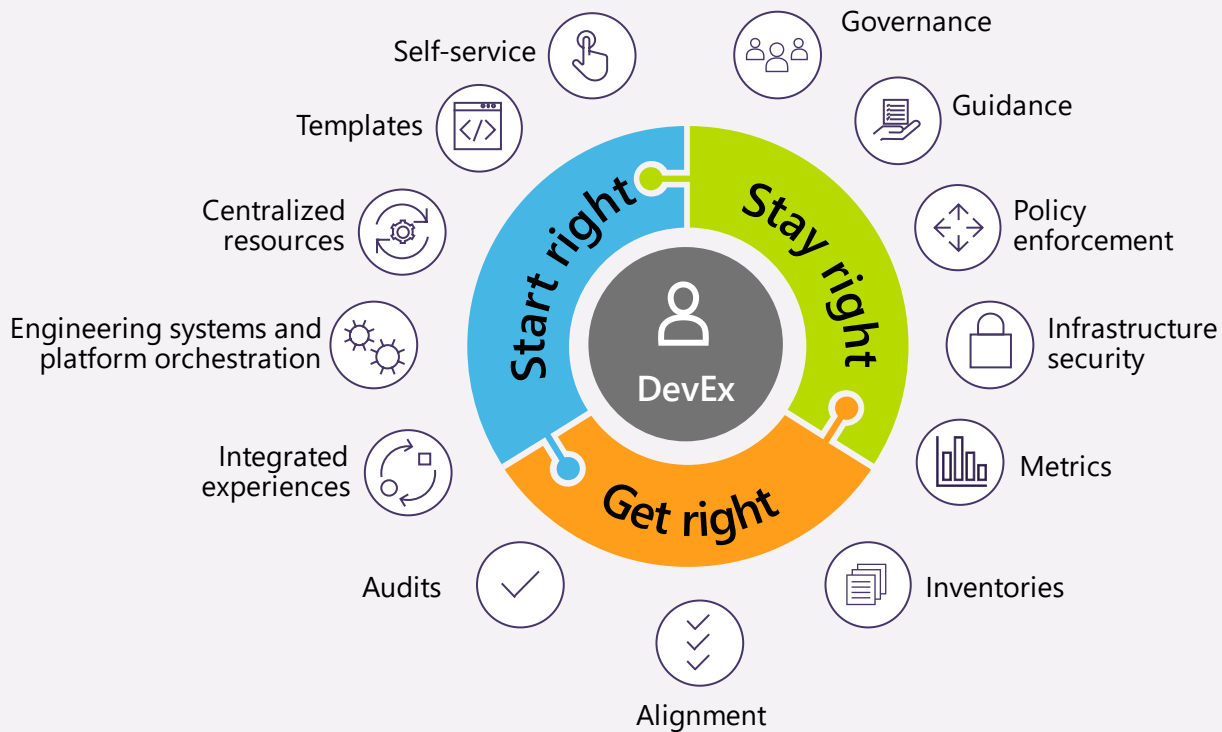 Self-service
Templates
Centralized
resources
Engineering systems and
platform orchestration
Integrated
experiences
Audits
Alignment
Inventories
Metrics
Infrastructure
security
Policy
enforcement
Guidance
Governance
Start right
Stay right
Get right
DevEx